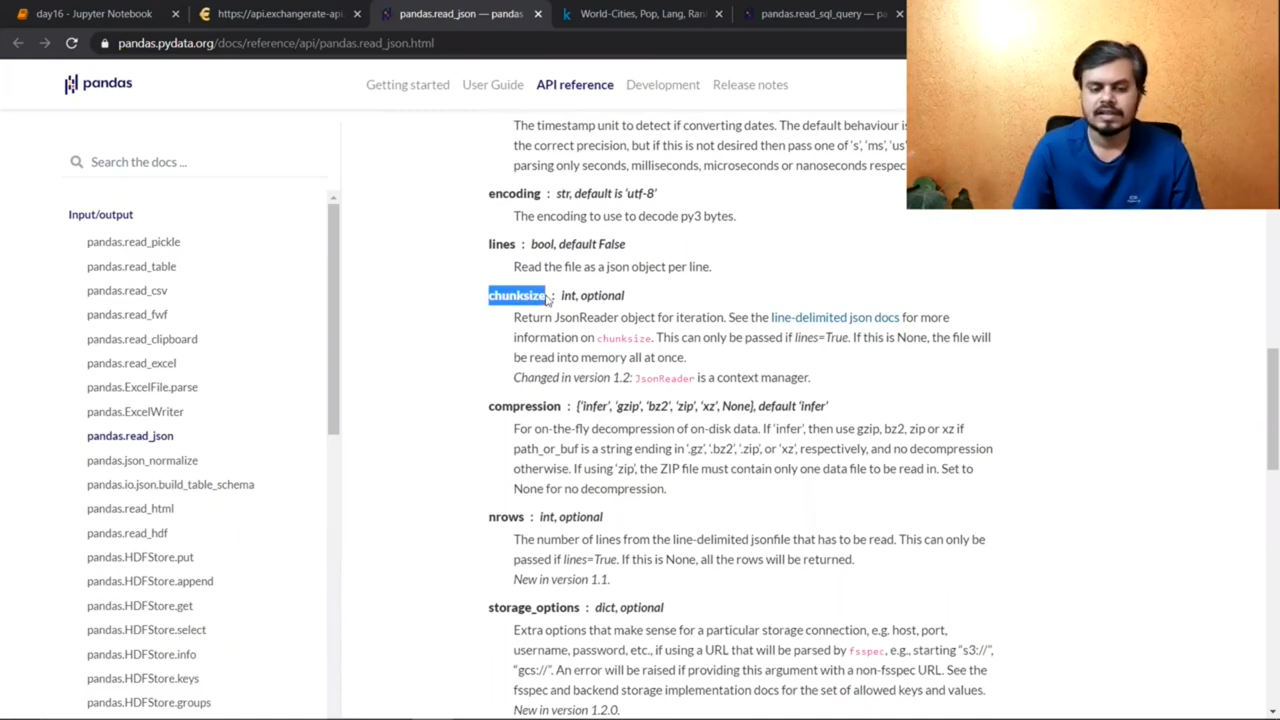 day16 - Jupyter Notebook
https://api.exchangerate-api.
pandas.read_json — pandas
World-Cities, Pop, Lang, Ran
pandas.read_sql_query — pa
pandas.pydata.org/docs/reference/api/pandas.read_json.html
pandas
Getting started
User Guide
API reference
Development
Release notes
Search the docs ...
Input/output
pandas.read_pickle
pandas.read_table
pandas.read_csv
pandas.read_fwf
pandas.read_clipboard
pandas.read_excel
pandas.ExcelFile.parse
pandas.ExcelWriter
pandas.read_json
pandas.json_normalize
pandas.io.json.build_table_schema
pandas.read_html
pandas.read_hdf
pandas.HDFStore.put
pandas.HDFStore.append
pandas.HDFStore.get
pandas.HDFStore.select
pandas.HDFStore.info
pandas.HDFStore.keys
pandas.HDFStore.groups
The timestamp unit to detect if converting dates. The default behaviour is
the correct precision, but if this is not desired then pass one of ‘s’, ‘ms’, ‘us’
parsing only seconds, milliseconds, microseconds or nanoseconds respec
encoding : str, default is ‘utf-8’
The encoding to use to decode py3 bytes.
lines : bool, default False
Read the file as a json object per line.
chunksize : int, optional
Return JsonReader object for iteration. See the line-delimited json docs for more
information on chunksize. This can only be passed if lines=True. If this is None, the file will
be read into memory all at once.
Changed in version 1.2: JsonReader is a context manager.
compression : {‘infer’, ‘gzip’, ‘bz2’, ‘zip’, ‘xz’, None}, default ‘infer’
For on-the-fly decompression of on-disk data. If ‘infer’, then use gzip, bz2, zip or xz if
path_or_buf is a string ending in ‘.gz’, ‘.bz2’, ‘.zip’, or ‘xz’, respectively, and no decompression
otherwise. If using ‘zip’, the ZIP file must contain only one data file to be read in. Set to
None for no decompression.
nrows : int, optional
The number of lines from the line-delimited jsonfile that has to be read. This can only be
passed if lines=True. If this is None, all the rows will be returned.
New in version 1.1.
storage_options : dict, optional
Extra options that make sense for a particular storage connection, e.g. host, port,
username, password, etc., if using a URL that will be parsed by fsspec, e.g., starting “s3://”,
“gcs://”. An error will be raised if providing this argument with a non-fsspec URL. See the
fsspec and backend storage implementation docs for the set of allowed keys and values.
New in version 1.2.0.